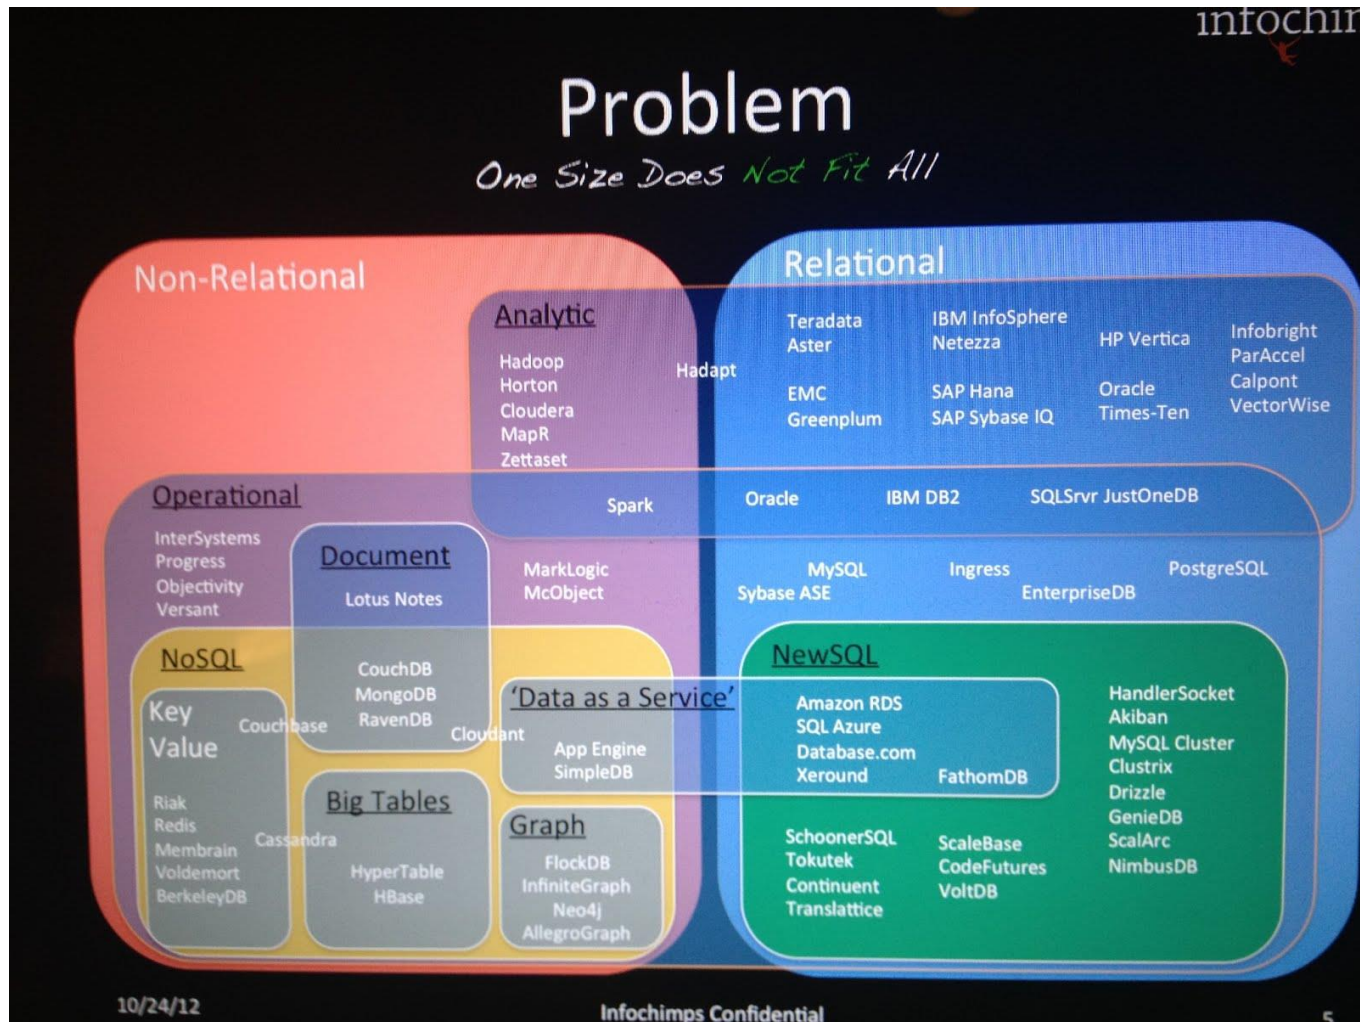 infochim
Problem
One Size Does Not Fit All
Non-Relational
Relational
Analytic
Hadoop
Horton
Cloudera
MapR
Zettaset
Hadapt
Teradata
Aster
EMC
Greenplum
IBM InfoSphere
Netezza
SAP Hana
SAP Sybase IQ
HP Vertica
Oracle
Times-Ten
Infobright
ParAccel
Calpont
VectorWise
Operational
Spark
Oracle
IBM DB2
SQLSrvr JustOneDB
InterSystems
Progress
Objectivity
Versant
Document
Lotus Notes
MarkLogic
McObject
MySQL
Ingress
PostgreSQL
Sybase ASE
EnterpriseDB
NoSQL
CouchDB
MongoDB
RavenDB
Key
Value
Couchbase
Cloudant
Riak
Redis
Membrain
Voldemort
BerkeleyDB
Cassandra
Big Tables
HyperTable
HBase
'Data as a Service'
App Engine
SimpleDB
Graph
FlockDB
InfiniteGraph
Neo4j
AllegroGraph
NewSQL
Amazon RDS
SQL Azure
Database.com
Xeround
FathomDB
HandlerSocket
Akiban
MySQL Cluster
Clustrix
Drizzle
GenieDB
ScalArc
NimbusDB
SchoonerSQL
Tokutek
Continuent
Translattice
ScaleBase
CodeFutures
VoltDB
10/24/12
Infochimps Confidential
5